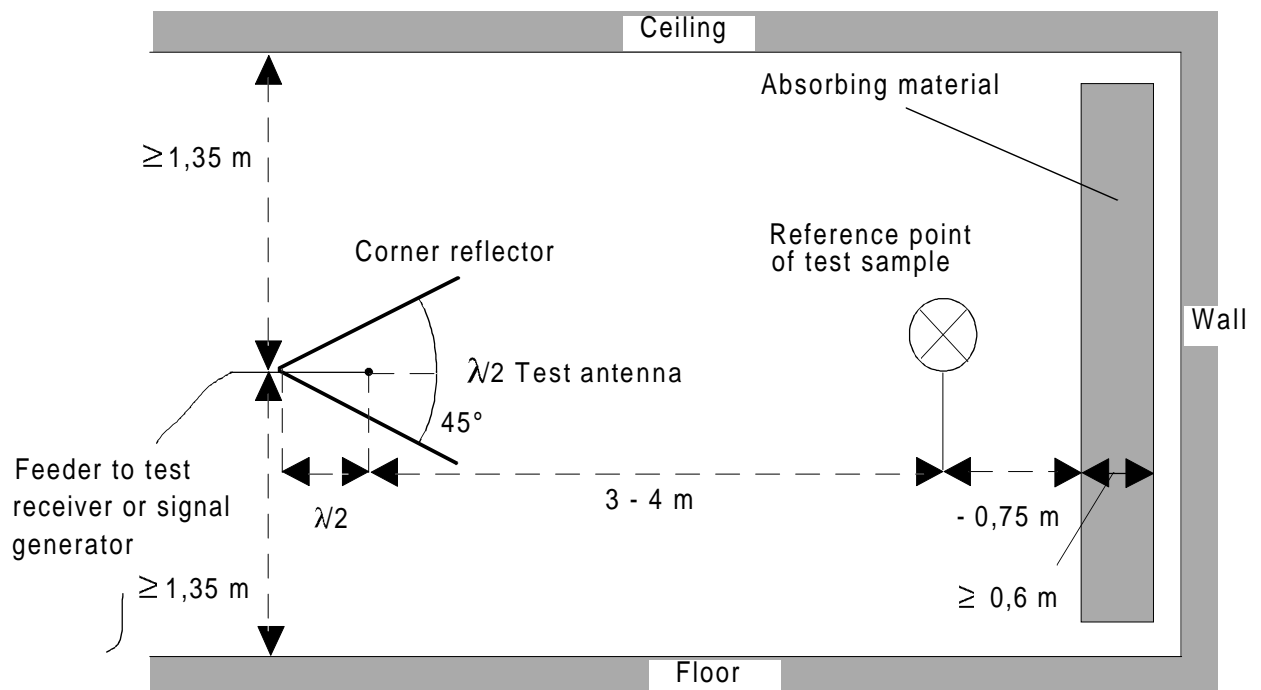 Ceiling
Absorbing material
≥ 1,35 m
Reference point
of test sample
Corner reflector
Wall
λ/2 Test antenna
45°
Feeder to test
receiver or signal
generator
λ/2
3 - 4 m
- 0,75 m
≥ 1,35 m
≥ 0,6 m
Floor